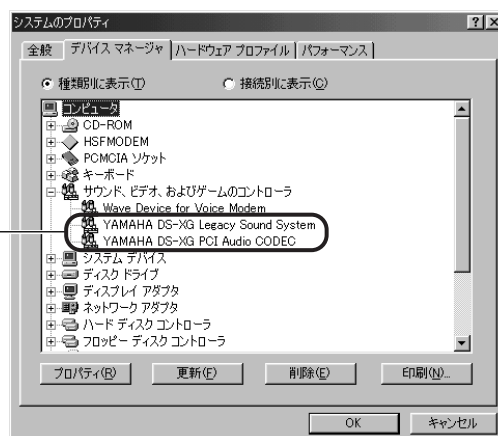 システムのプロパティ
全般 デバイス マネージャ ハードウェア プロファイル パフォーマンス
種類別に表示(T) 接続別に表示(C)
コンピュータ
CD-ROM
HSFMODEM
PCMCIA ソケット
キーボード
サウンド、ビデオ、およびゲームのコントローラ
Wave Device for Voice Modem
YAMAHA DS-XG Legacy Sound System
YAMAHA DS-XG PCI Audio CODEC
システム デバイス
ディスク ドライブ
ディスプレイ アダプタ
ネットワーク アダプタ
ハード ディスク コントローラ
フロッピー ディスク コントローラ
プロパティ(R) 更新(F) 削除(E) 印刷(N)...
OK キャンセル